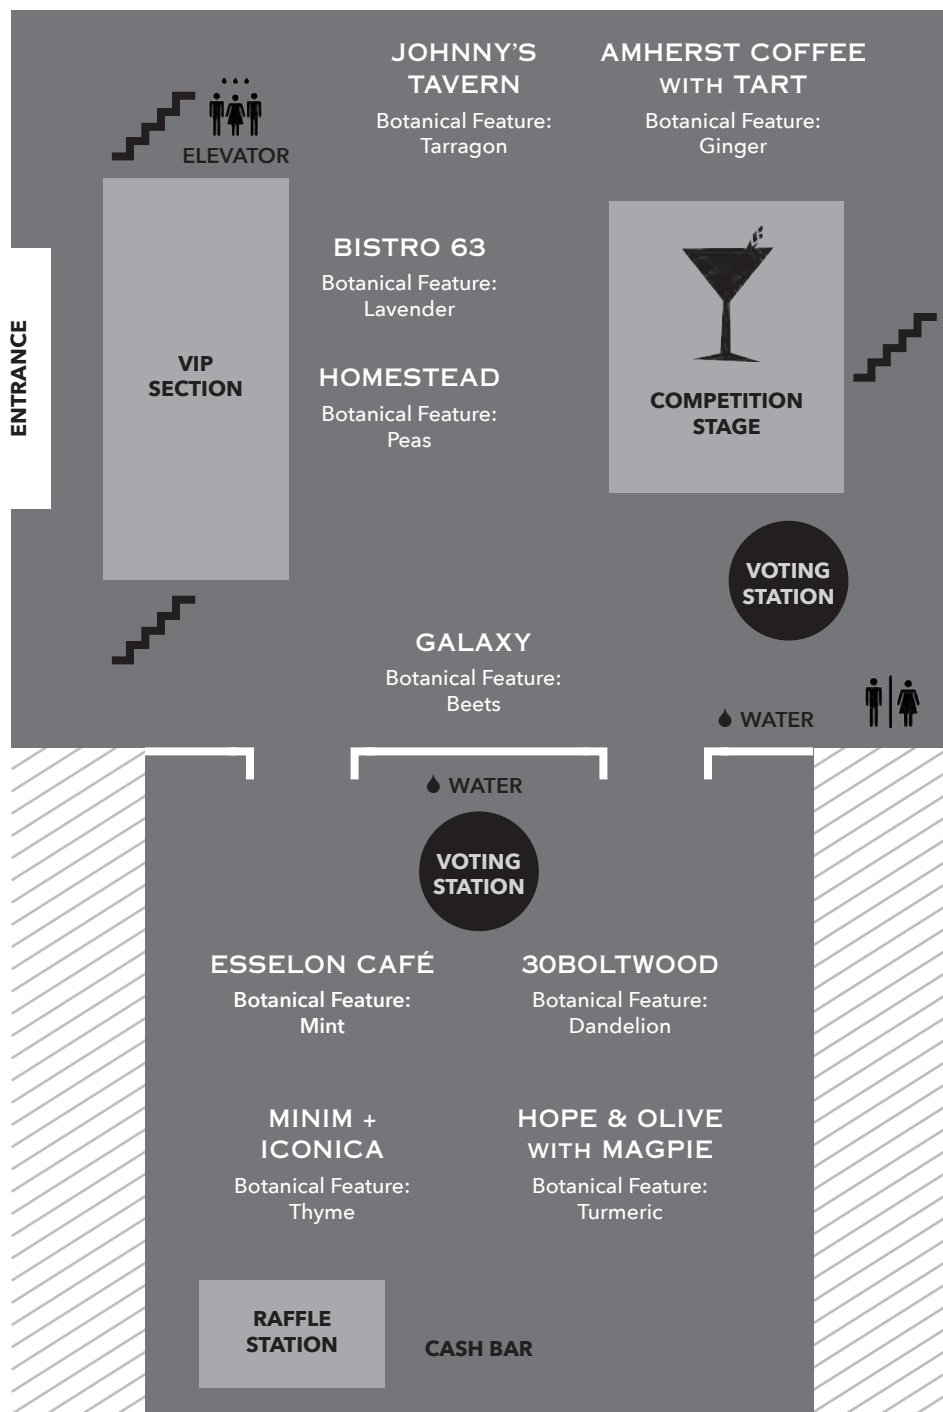 JOHNNY’S
TAVERN
Botanical Feature:
Tarragon
AMHERST COFFEE
WITH TART
Botanical Feature:
Ginger
ELEVATOR
BISTRO 63
Botanical Feature:
Lavender
ENTRANCE
VIP
SECTION
HOMESTEAD
Botanical Feature:
Peas
COMPETITION
STAGE
VOTING
STATION
GALAXY
Botanical Feature:
Beets
WATER
WATER
VOTING
STATION
ESSELON CAFÉ
Botanical Feature:
Mint
30BOLTWOOD
Botanical Feature:
Dandelion
MINIM +
ICONICA
Botanical Feature:
Thyme
HOPE & OLIVE
WITH MAGPIE
Botanical Feature:
Turmeric
RAFFLE
STATION
CASH BAR